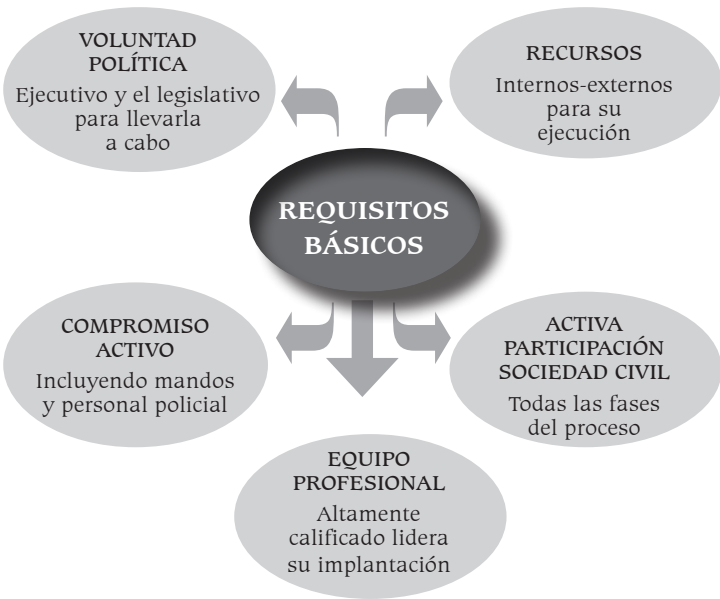 VOLUNTAD
POLÍTICA
Ejecutivo y el legislativo
para llevarla
a cabo
RECURSOS
Internos-externos
para su
ejecución
REQUISITOS
BÁSICOS
COMPROMISO
ACTIVO
Incluyendo mandos
y personal policial
ACTIVA
PARTICIPACIÓN
SOCIEDAD CIVIL
Todas las fases
del proceso
EQUIPO
PROFESIONAL
Altamente
calificado lidera
su implantación